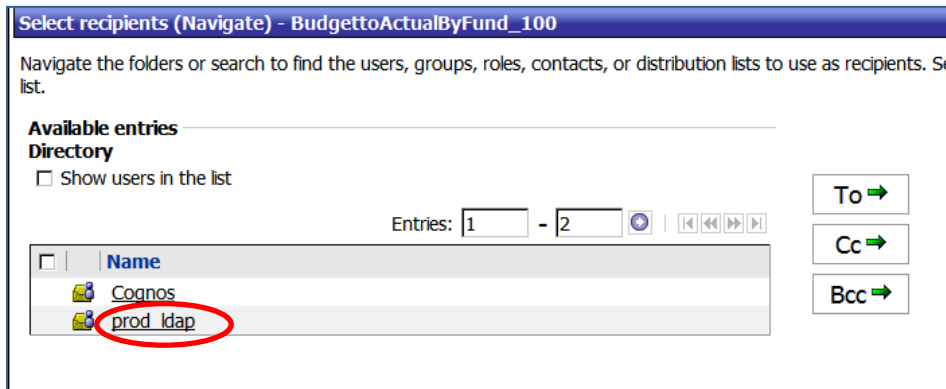 Select recipients (Navigate) - BudgettoActualByFund_100
Navigate the folders or search to find the users, groups, roles, contacts, or distribution lists to use as recipients.
list.
Available entries
Directory
Show users in the list
To
Entries: 1 - 2
Cc
Name
Bcc
Cognos
prod_ldap